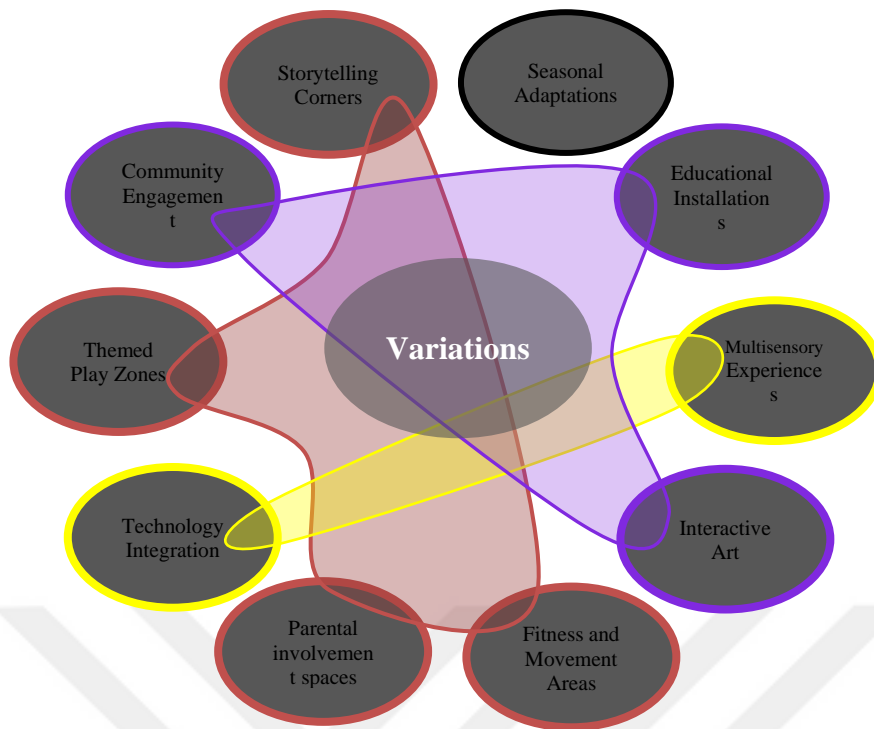 Storytelling
Corners
Seasonal
Adaptations
Community
Engagemen
t
Educational
Installation
s
Variations
Themed
Play Zones
Multisensory
Experience
s
Technology
Integration
Interactive
Art
Parental
involvemen
t spaces
Fitness and
Movement
Areas